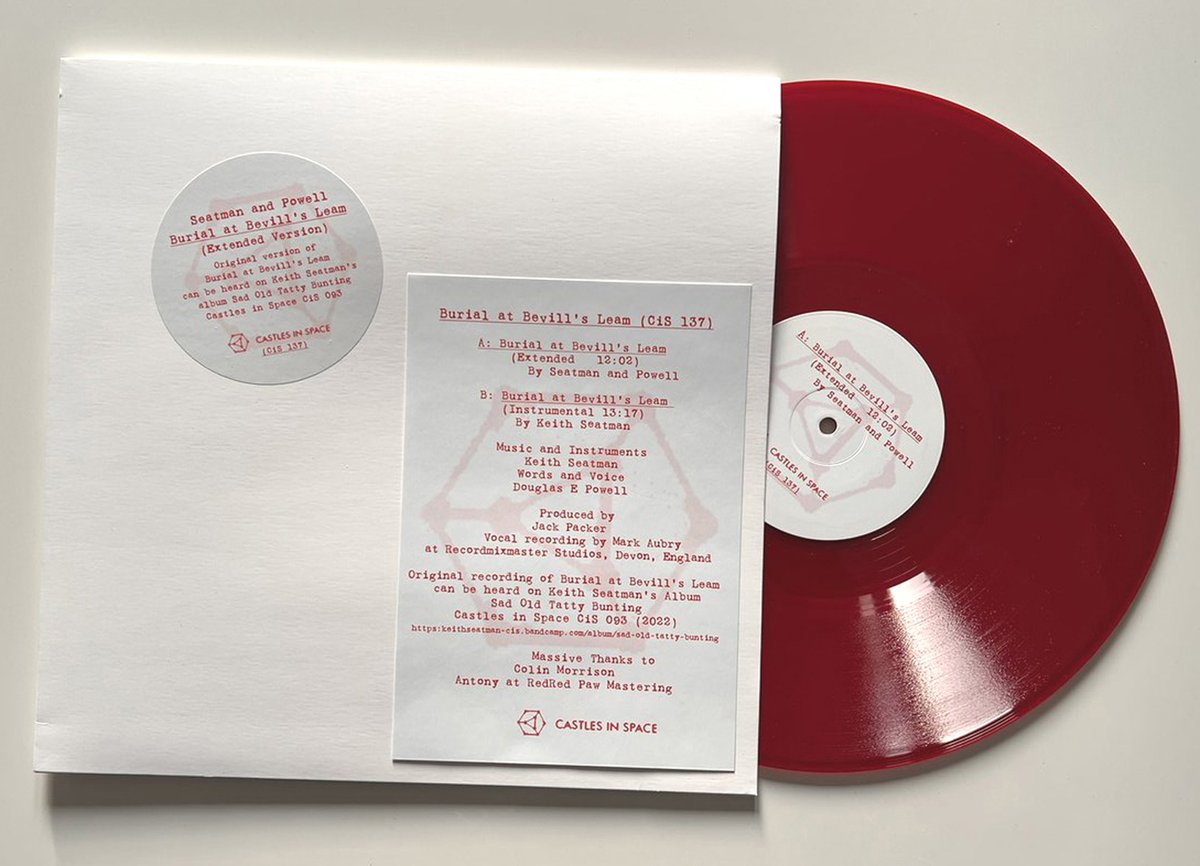 Seatman and Powell
Burial at Bevill's Leam
(Extended Version)
Original version of
Burial at Bevill's Leam
can be heard on Keith Seatman's
album Sad Old Tatty Bunting
Castles in Space CiS 093
CASTLES IN SPACE
(CiS 137)
Burial at Bevill's Leam (CiS 137)
A: Burial at Bevill's Leam
(Extended 12:02)
By Seatman and Powell
B: Burial at Bevill's Leam
(Instrumental 13:17)
By Keith Seatman
Music and Instruments
Keith Seatman
Words and Voice
Douglas E Powell
Produced by
Jack Packer
Vocal recording by Mark Aubry
at Recordmixmaster Studios, Devon, England
Original recording of Burial at Bevill's Leam
can be heard on Keith Seatman's Album
Sad Old Tatty Bunting
Castles in Space CiS 093 (2022)
https:keithseatman-cis.bandcamp.com/album/sad-old-tatty-bunting
Massive Thanks to
Colin Morrison
Antony at RedRed Paw Mastering
CASTLES IN SPACE
A: Burial at Bevill's Leam
(Extended 12:02)
By Seatman and Powell
CASTLES IN SPACE
(CiS 137)